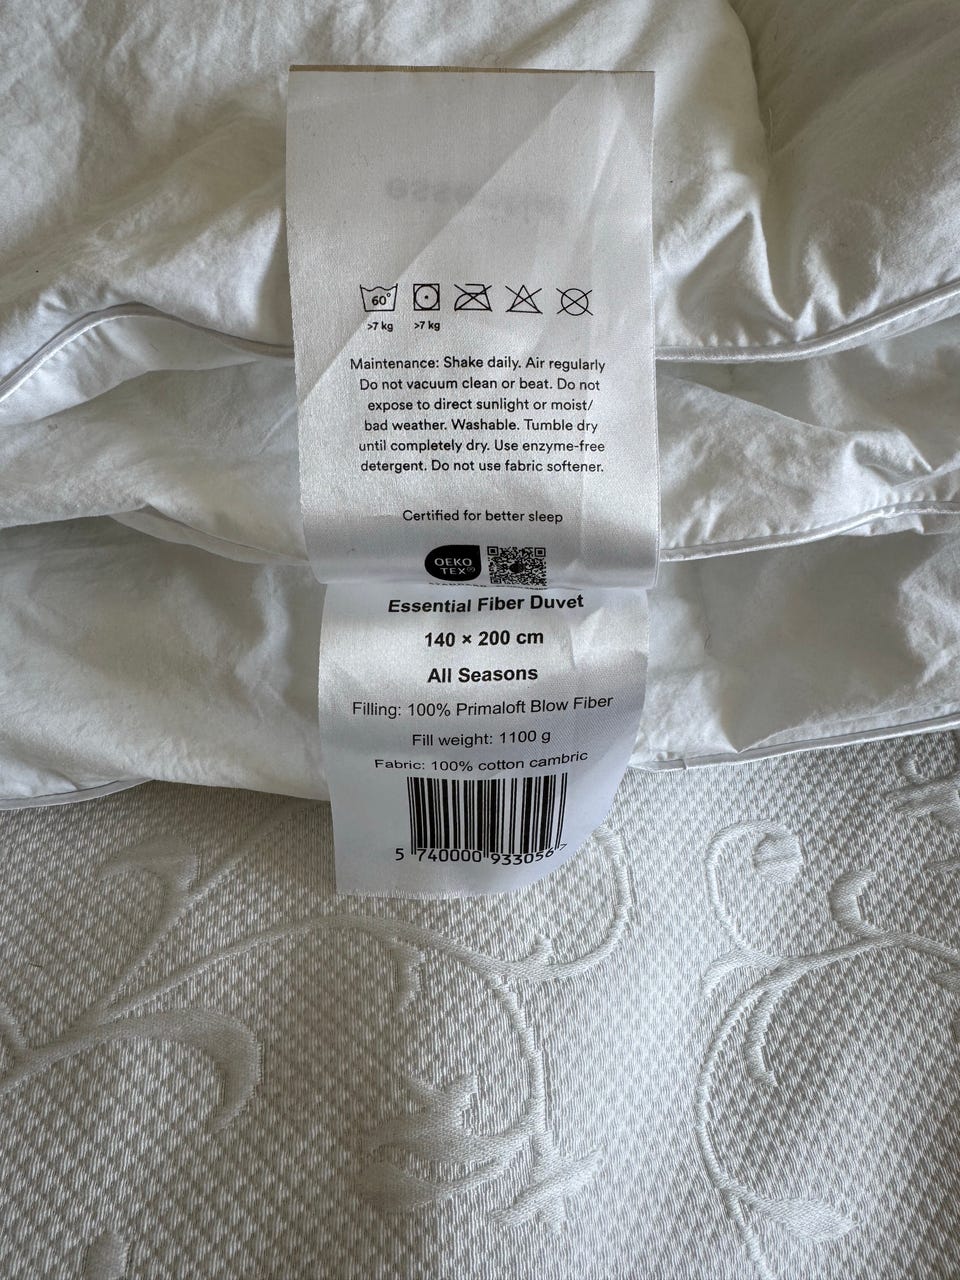 60°
>7 kg >7 kg
Maintenance: Shake daily. Air regularly
Do not vacuum clean or beat. Do not
expose to direct sunlight or moist/
bad weather. Washable. Tumble dry
until completely dry. Use enzyme-free
detergent. Do not use fabric softener.
Certified for better sleep
OEKO
TEX®
Essential Fiber Duvet
140 × 200 cm
All Seasons
Filling: 100% Primaloft Blow Fiber
Fill weight: 1100 g
Fabric: 100% cotton cambric
5 740000 9330567